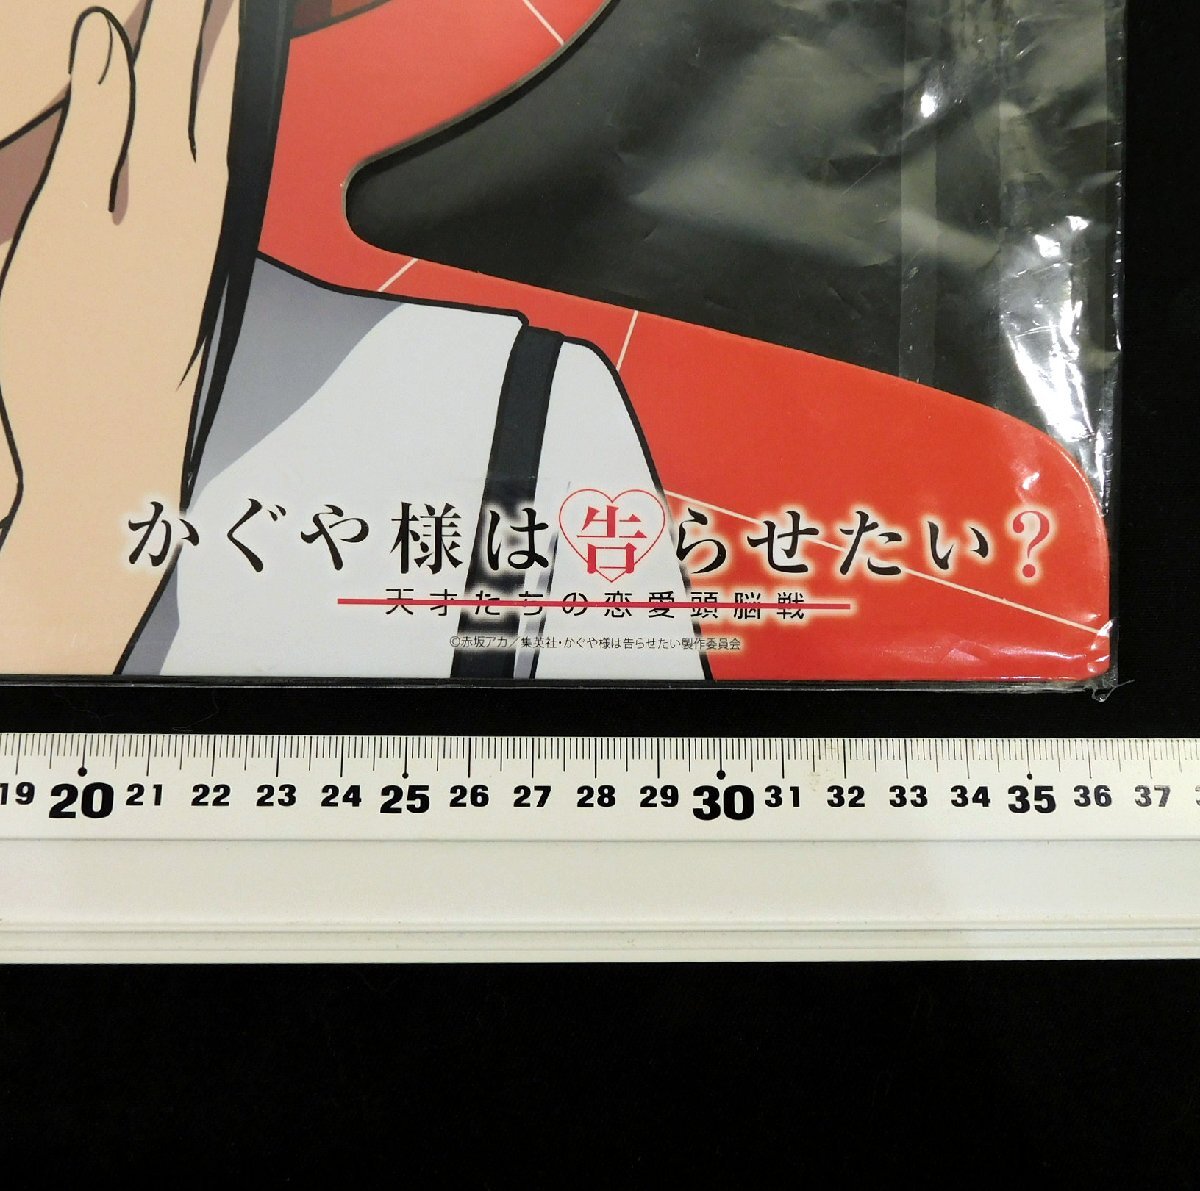 かぐや様は告らせたい?
天才たちの恋愛頭脳戦
©赤坂アカ/集英社・かぐや様は告らせたい製作委員会
19 20 21 22 23 24 25 26 27 28 29 30 31 32 33 34 35 36 37